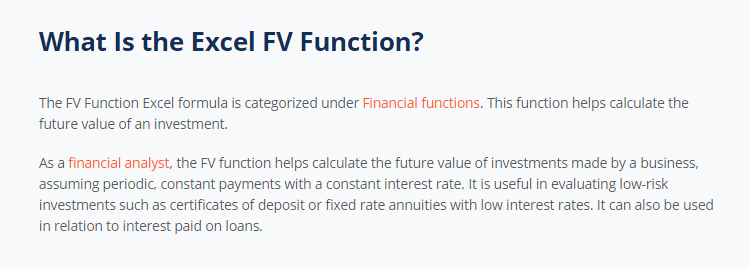 What Is the Excel FV Function?
The FV Function Excel formula is categorized under Financial functions. This function helps calculate the
future value of an investment.
As a financial analyst, the FV function helps calculate the future value of investments made by a business,
assuming periodic, constant payments with a constant interest rate. It is useful in evaluating low-risk
investments such as certificates of deposit or fixed rate annuities with low interest rates. It can also be used
in relation to interest paid on loans.